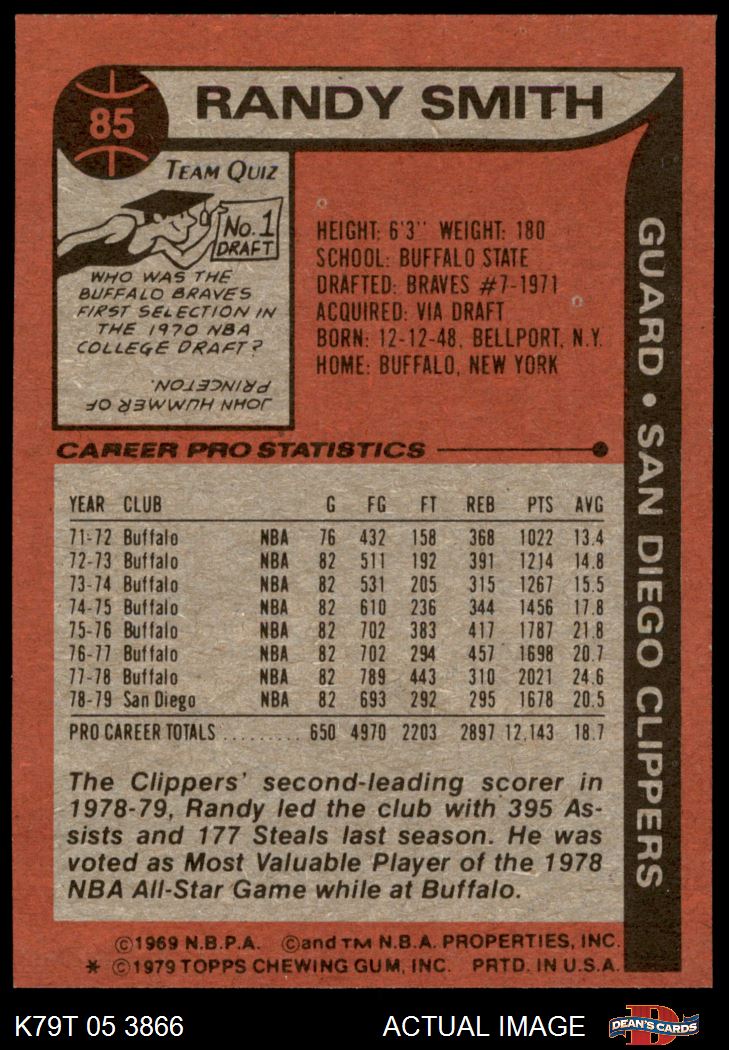 85
RANDY SMITH
TEAM QUIZ
No. 1
DRAFT
WHO WAS THE
BUFFALO BRAVES
FIRST SELECTION IN
THE 1970 NBA
COLLEGE DRAFT?
JOHN HUMMER OF
PRINCETON.
HEIGHT: 6'3" WEIGHT: 180
SCHOOL: BUFFALO STATE
DRAFTED: BRAVES #7-1971
ACQUIRED: VIA DRAFT
BORN: 12-12-48, BELLPORT, N.Y.
HOME: BUFFALO, NEW YORK
GUARD • SAN DIEGO CLIPPERS
CAREER PRO STATISTICS
YEAR CLUB G FG FT REB PTS AVG
71-72 Buffalo NBA 76 432 158 368 1022 13.4
72-73 Buffalo NBA 82 511 192 391 1214 14.8
73-74 Buffalo NBA 82 531 205 315 1267 15.5
74-75 Buffalo NBA 82 610 236 344 1456 17.8
75-76 Buffalo NBA 82 702 383 417 1787 21.8
76-77 Buffalo NBA 82 702 294 457 1698 20.7
77-78 Buffalo NBA 82 789 443 310 2021 24.6
78-79 San Diego NBA 82 693 292 295 1678 20.5
PRO CAREER TOTALS ......... 650 4970 2203 2897 12,143 18.7
The Clippers' second-leading scorer in
1978-79, Randy led the club with 395 As-
sists and 177 Steals last season. He was
voted as Most Valuable Player of the 1978
NBA All-Star Game while at Buffalo.
©1969 N.B.P.A. ©and TM N.B.A. PROPERTIES, INC.
* ©1979 TOPPS CHEWING GUM, INC. PRTD. IN U.S.A.
K79T 05 3866 ACTUAL IMAGE
DEAN'S CARDS